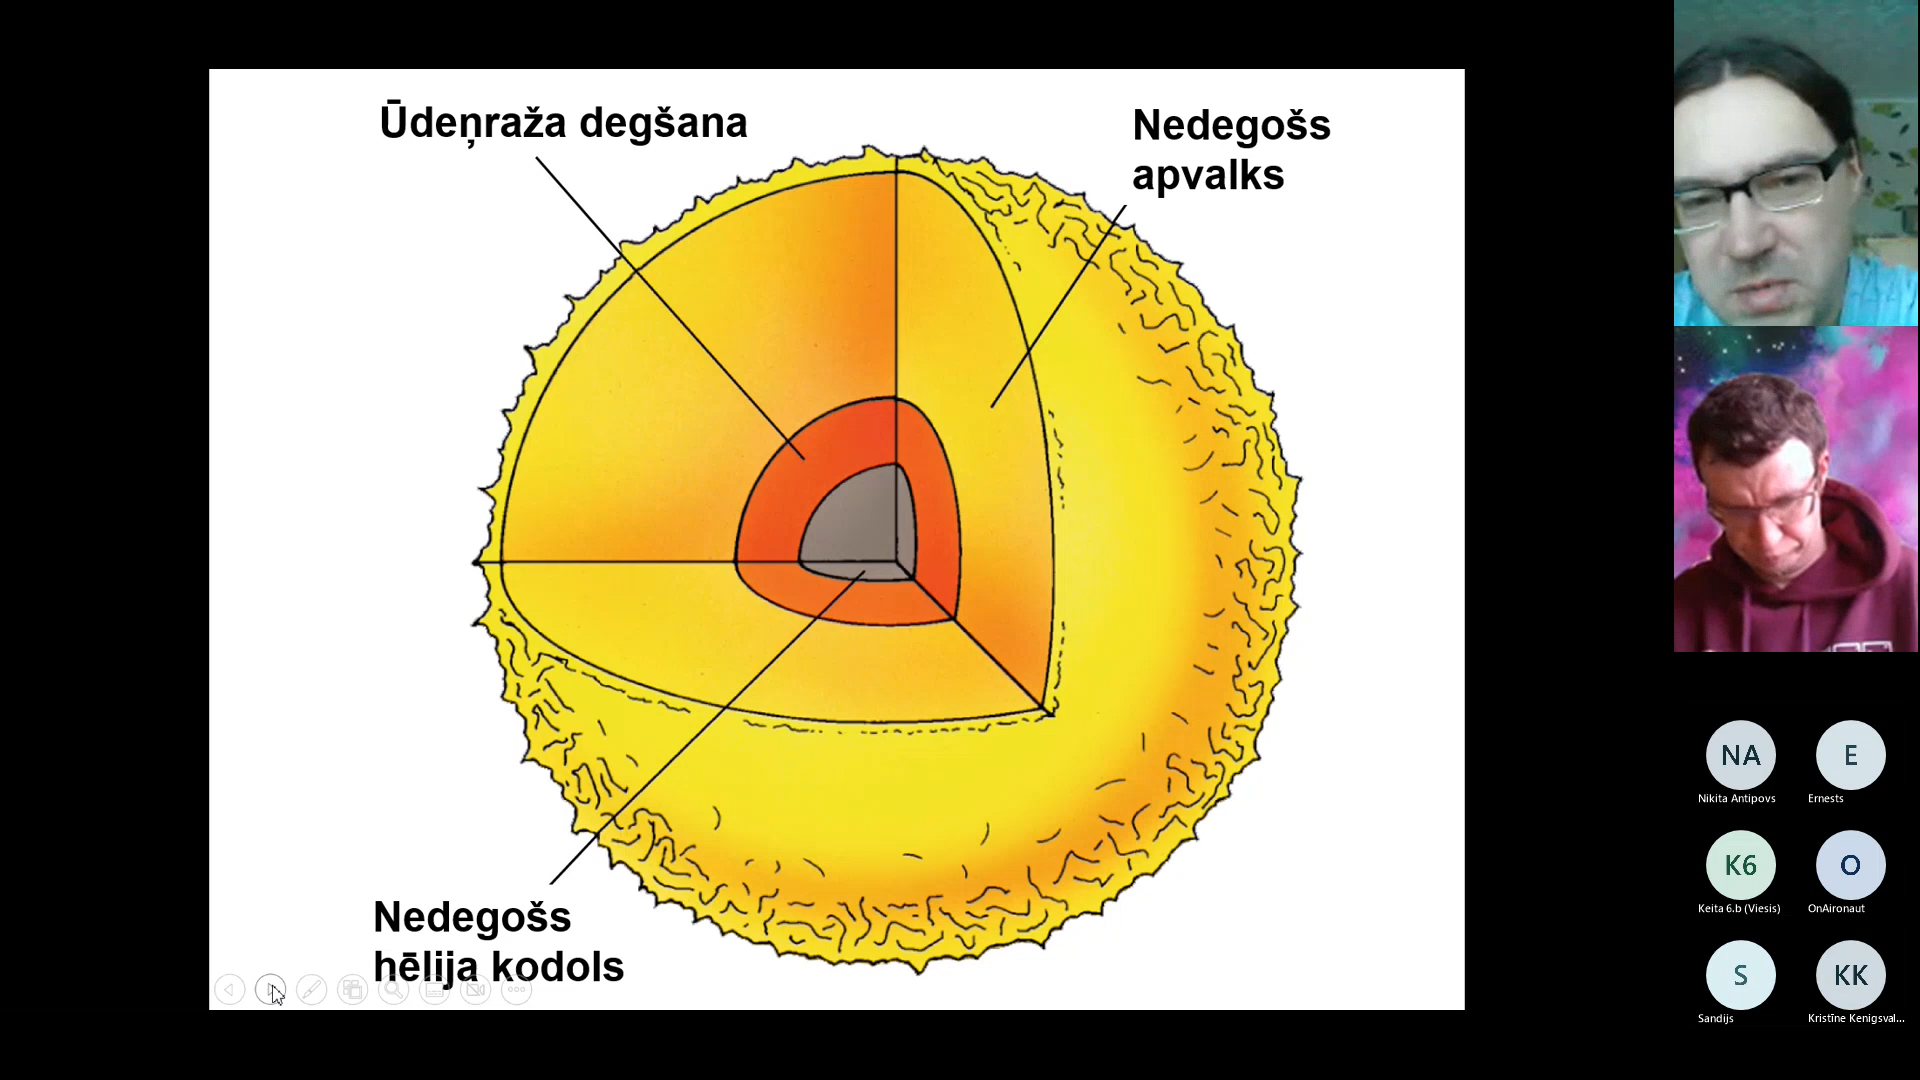 Ūdeņraža degšana
Nedegošs
apvalks
Nedegošs
hēlija kodols
NA
Nikita Antipovs
E
Ernests
K6
Keita 6.b (Viesis)
O
OnAironaut
S
Sandijs
KK
Kristīne Kenigsval...